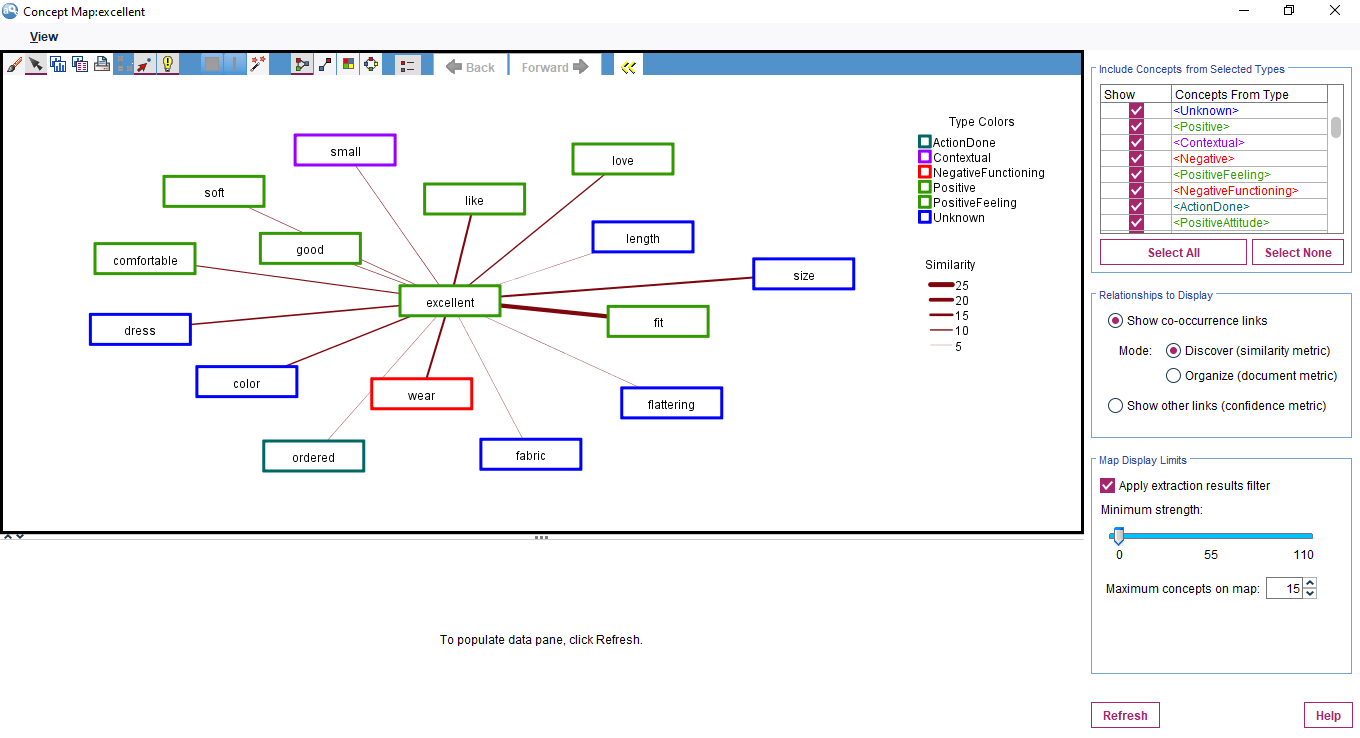 Concept Map:excellent
View
Back
Forward
small
love
soft
like
good
length
comfortable
size
excellent
dress
fit
color
wear
flattering
ordered
fabric
Type Colors
ActionDone
Contextual
NegativeFunctioning
Positive
PositiveFeeling
Unknown
Similarity
25
20
15
10
5
To populate data pane, click Refresh.
Include Concepts from Selected Types
Show Concepts From Type
<Unknown>
<Positive>
<Contextual>
<Negative>
<PositiveFeeling>
<NegativeFunctioning>
<ActionDone>
<PositiveAttitude>
Select All Select None
Relationships to Display
Show co-occurrence links
Mode: Discover (similarity metric)
Organize (document metric)
Show other links (confidence metric)
Map Display Limits
Apply extraction results filter
Minimum strength:
0 55 110
Maximum concepts on map: 15
Refresh Help